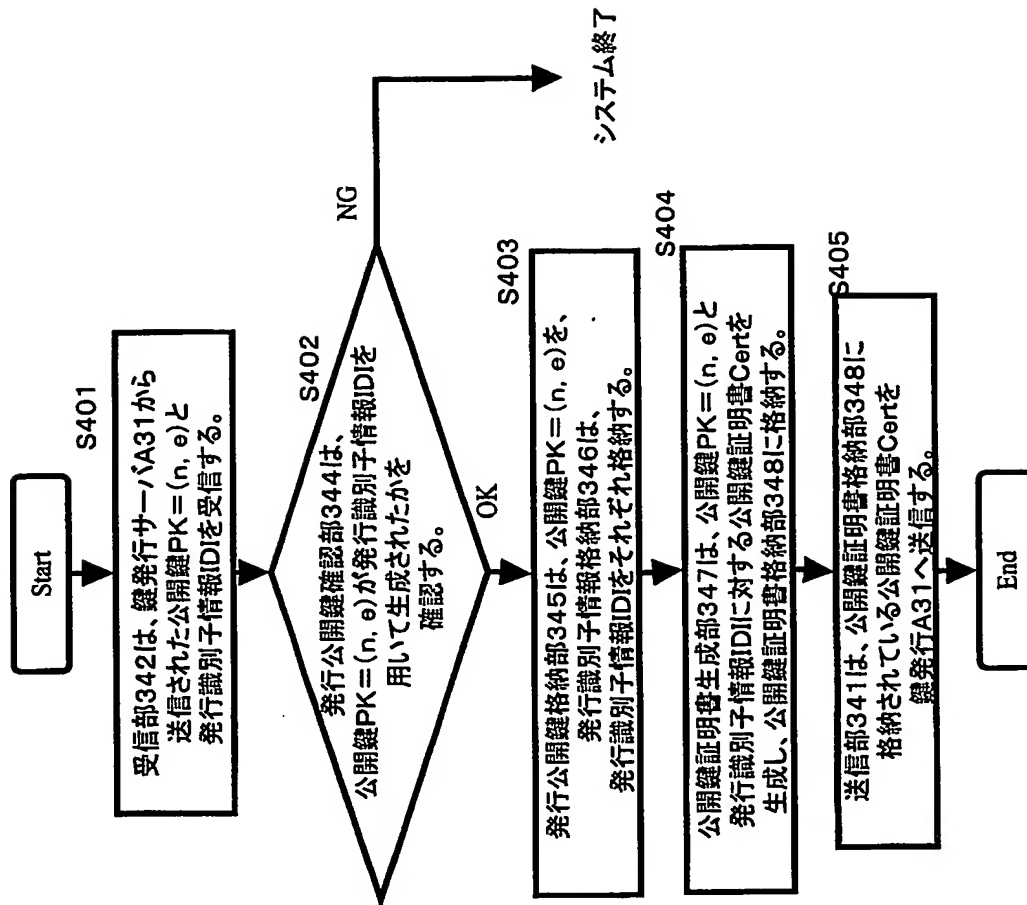 Start
S401
受信部342は、鍵発行サーバA31から
送信された公開鍵PK=(n, e)と
発行識別子情報IDIを受信する。
S402
発行公開鍵確認部344は、
公開鍵PK=(n, e)が発行識別子情報IDIを
用いて生成されたかを
確認する。
NG
システム終了
OK
S403
発行公開鍵格納部345は、公開鍵PK=(n, e)を、
発行識別子情報格納部346は、
発行識別子情報IDIをそれぞれ格納する。
S404
公開鍵証明書生成部347は、公開鍵PK=(n, e)と
発行識別子情報IDIに対する公開鍵証明書Certを
生成し、公開鍵証明書格納部348に格納する。
S405
送信部341は、公開鍵証明書格納部348に
格納されている公開鍵証明書Certを
鍵発行A31へ送信する。
End